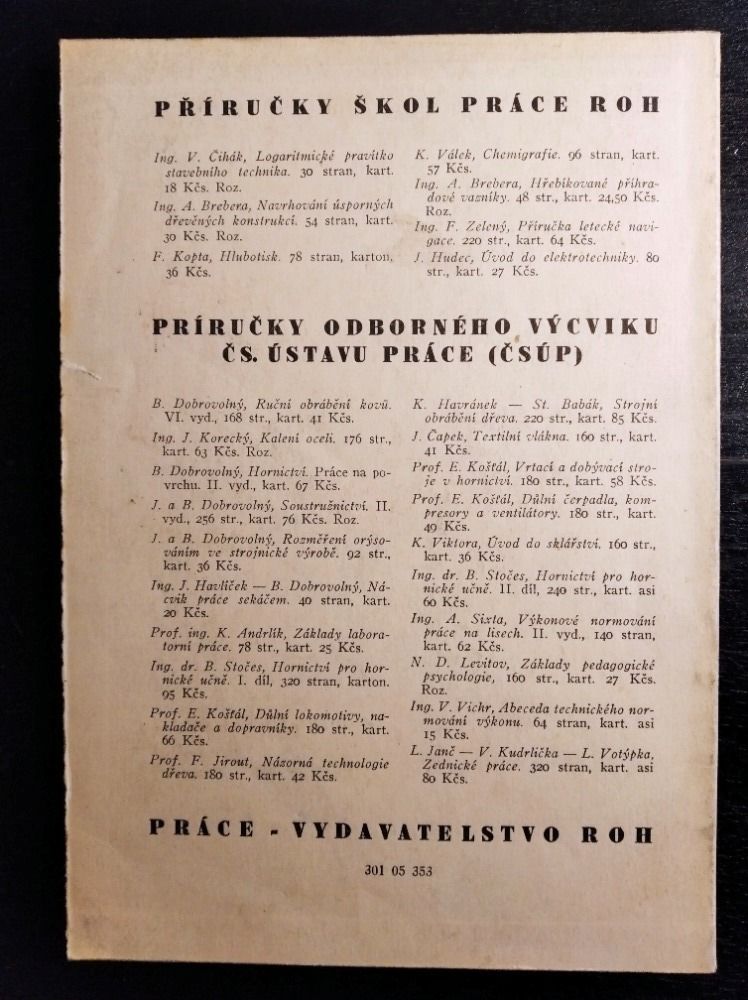 PŘÍRUČKY ŠKOL PRÁCE ROH
Ing. V. Čihák, Logaritmické pravítko
stavebního technika. 30 stran, kart.
18 Kčs. Roz.
Ing. A. Brebera, Navrhování úsporných
dřevěných konstrukcí. 54 stran, kart.
30 Kčs. Roz.
F. Kopta, Hlubotisk. 78 stran, karton,
36 Kčs.
K. Válek, Chemigrafie. 96 stran, kart.
57 Kčs.
Ing. A. Brebera, Hřebíkované příhra-
dové vazníky. 48 str., kart. 24,50 Kčs.
Roz.
Ing. F. Zelený, Příručka letecké navi-
gace. 220 str., kart. 64 Kčs.
J. Hudec, Úvod do elektrotechniky. 80
str., kart. 27 Kčs.
PRÍRUČKY ODBORNÉHO VÝCVIKU
ČS. ÚSTAVU PRÁCE (ČSÚP)
B. Dobrovolný, Ruční obrábění kovů.
VI. vyd., 168 str., kart. 41 Kčs.
Ing. J. Korecký, Kalení oceli. 176 str.,
kart. 63 Kčs. Roz.
B. Dobrovolný, Hornictví. Práce na po-
vrchu. II. vyd., kart. 67 Kčs.
J. a B. Dobrovolný, Soustružnictví. II.
vyd., 256 str., kart. 76 Kčs. Roz.
J. a B. Dobrovolný, Rozměření orýso-
váním ve strojnické výrobě. 92 str.,
kart. 36 Kčs.
Ing. J. Havlíček — B. Dobrovolný, Ná-
cvik práce sekáčem. 40 stran, kart.
20 Kčs.
Prof. ing. K. Andrlík, Základy labora-
torní práce. 78 str., kart. 25 Kčs.
Ing. dr. B. Stočes, Hornictví pro hor-
nické učně. I. díl, 320 stran, karton.
95 Kčs.
Prof. E. Košťál, Důlní lokomotivy, na-
kladače a dopravníky. 180 str., kart.
66 Kčs.
Prof. F. Jirout, Názorná technologie
dřeva. 180 str., kart. 42 Kčs.
K. Havránek — St. Babák, Strojní
obrábění dřeva. 220 str., kart. 85 Kčs.
J. Čapek, Textilní vlákna. 160 str., kart.
41 Kčs.
Prof. E. Košťál, Vrtací a dobývací stro-
je v hornictví. 180 str., kart. 58 Kčs.
Prof. E. Košťál, Důlní čerpadla, kom-
presory a ventilátory. 180 str., kart.
49 Kčs.
K. Viktora, Úvod do sklářství. 160 str.,
kart. 36 Kčs.
Ing. dr. B. Stočes, Hornictví pro hor-
nické učně. II. díl, 240 str., kart. asi
60 Kčs.
Ing. A. Sixta, Výkonové normování
práce na lisech. II. vyd., 140 stran,
kart. 62 Kčs.
N. D. Levitov, Základy pedagogické
psychologie, 160 str., kart. 27 Kčs.
Roz.
Ing. V. Vichr, Abeceda technického nor-
mování výkonu. 64 stran, kart. asi
15 Kčs.
L. Janč — V. Kudrlička — L. Votýpka,
Zednické práce. 320 stran, kart. asi
80 Kčs.
PRÁCE - VYDAVATELSTVO ROH
301 05 353